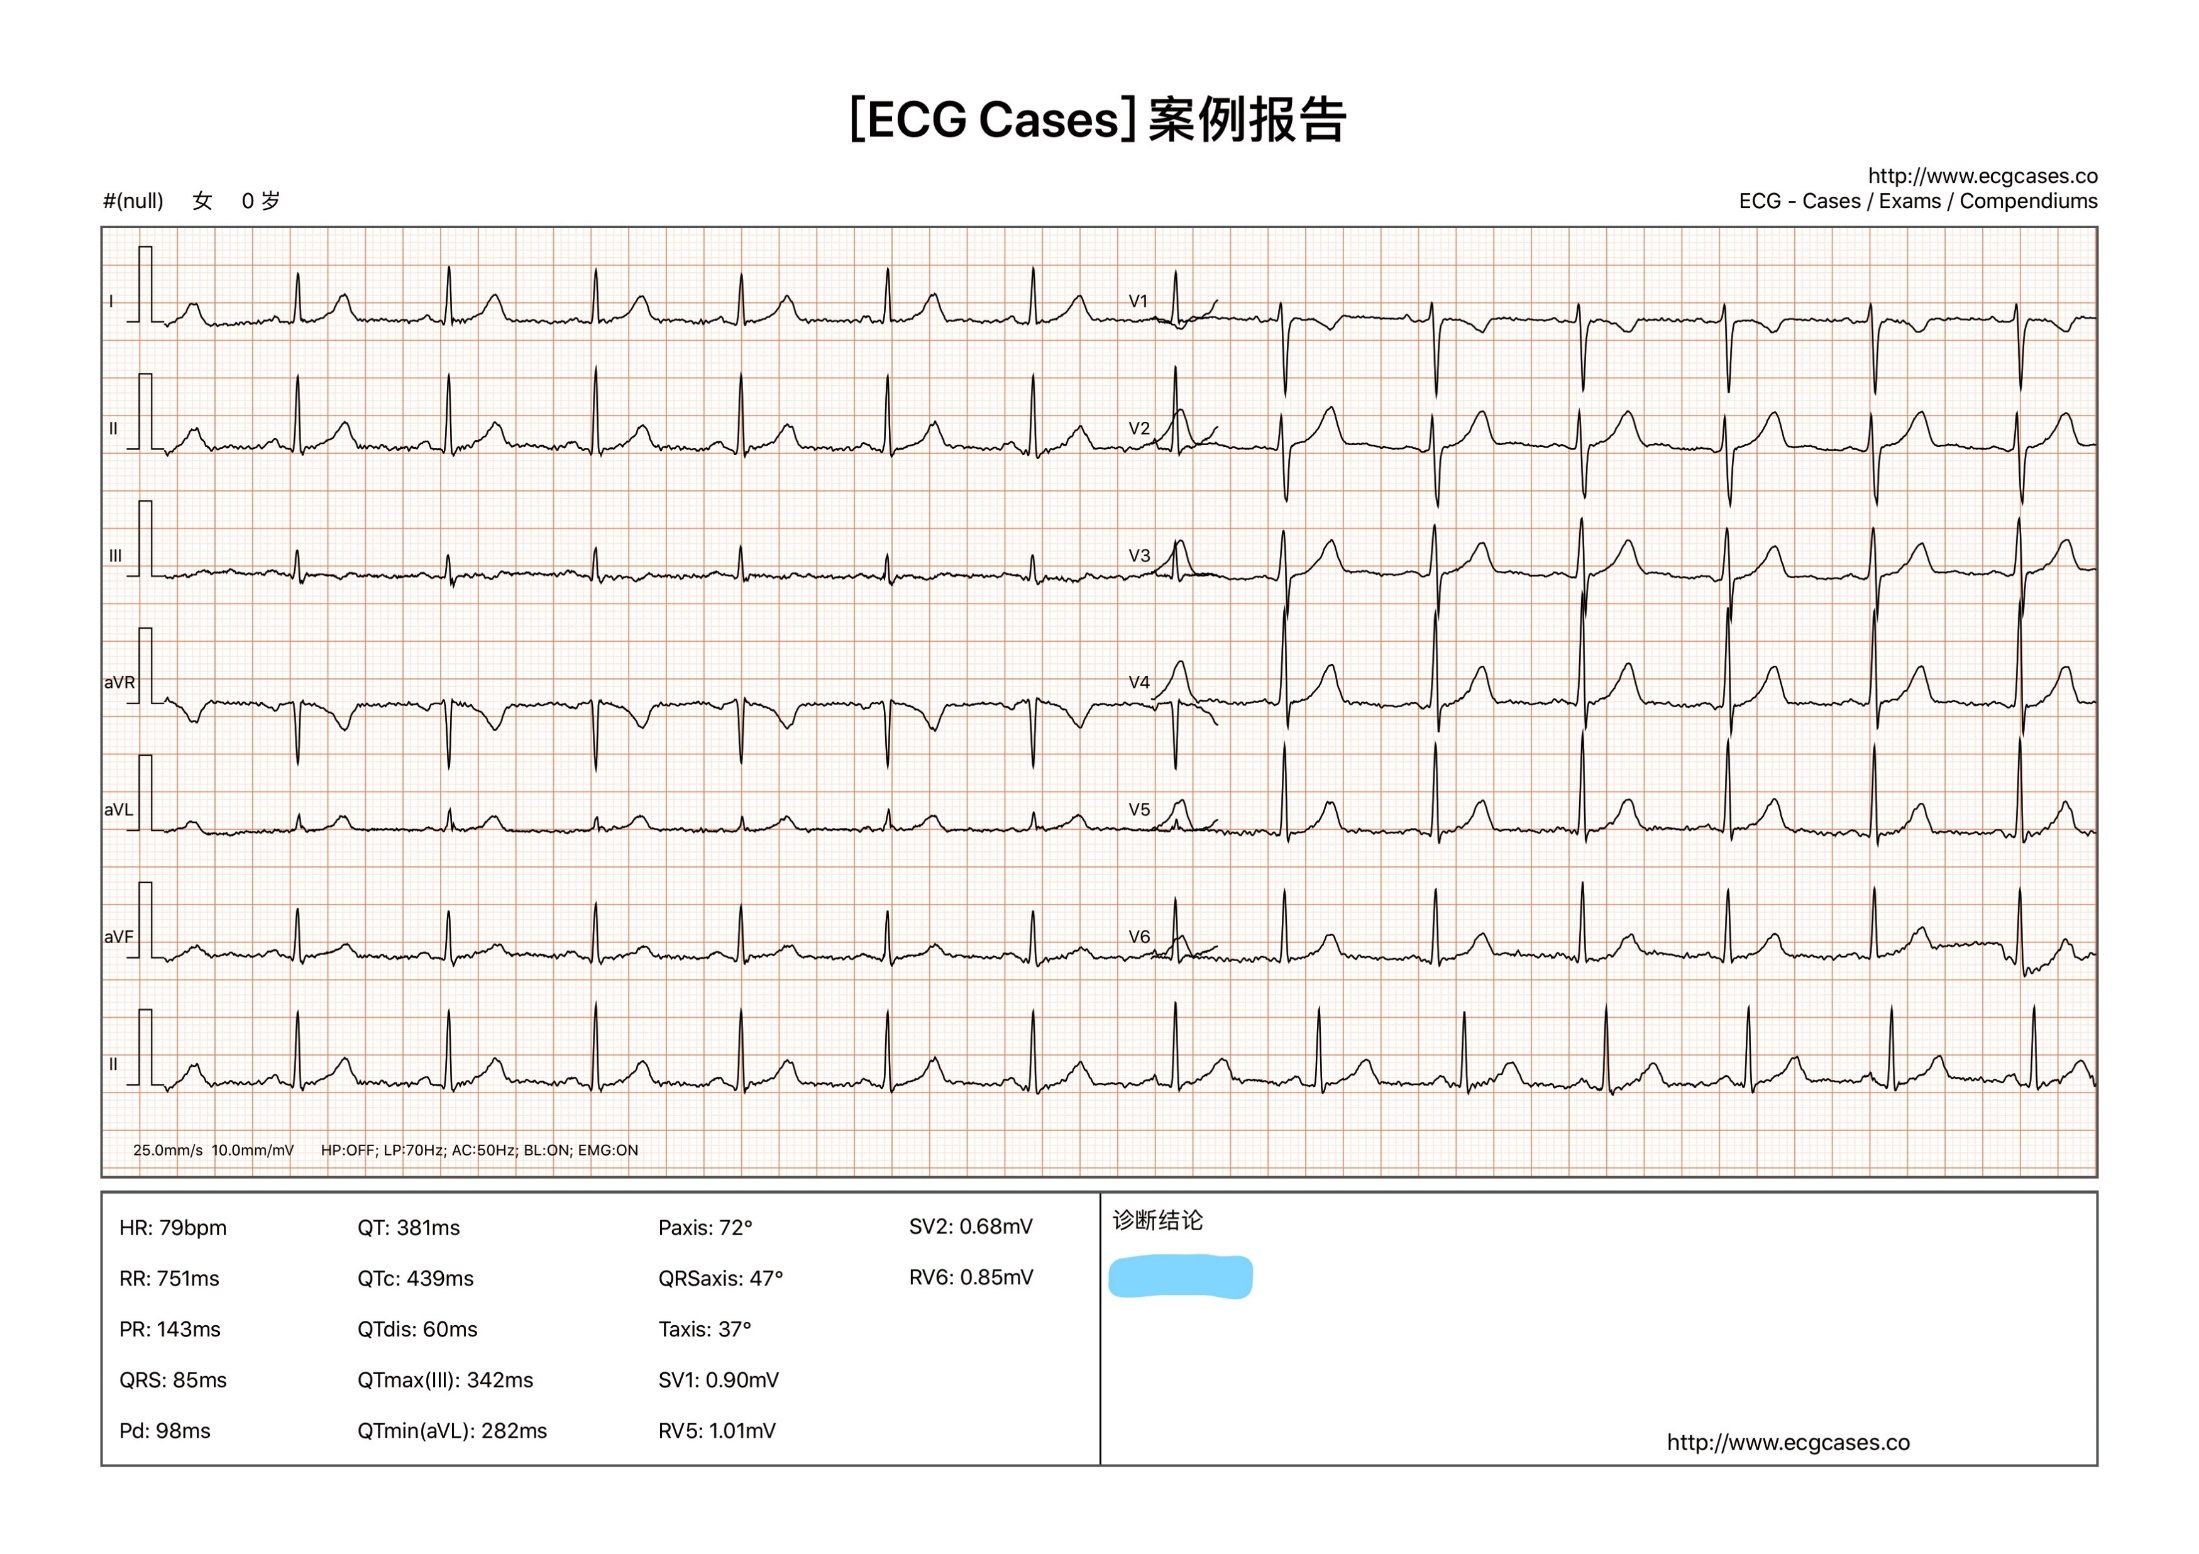 [ECG Cases] 案例报告
http://www.ecgcases.co
#(null) 女 0 岁
ECG - Cases / Exams / Compendiums
I
V1
II
V2
III
V3
aVR
V4
aVL
V5
aVF
V6
II
25.0mm/s 10.0mm/mV HP:OFF; LP:70Hz; AC:50Hz; BL:ON; EMG:ON
HR: 79bpm
QT: 381ms
Paxis: 72°
SV2: 0.68mV
RR: 751ms
QTc: 439ms
QRSaxis: 47°
RV6: 0.85mV
PR: 143ms
QTdis: 60ms
Taxis: 37°
QRS: 85ms
QTmax(III): 342ms
SV1: 0.90mV
Pd: 98ms
QTmin(aVL): 282ms
RV5: 1.01mV
诊断结论
http://www.ecgcases.co